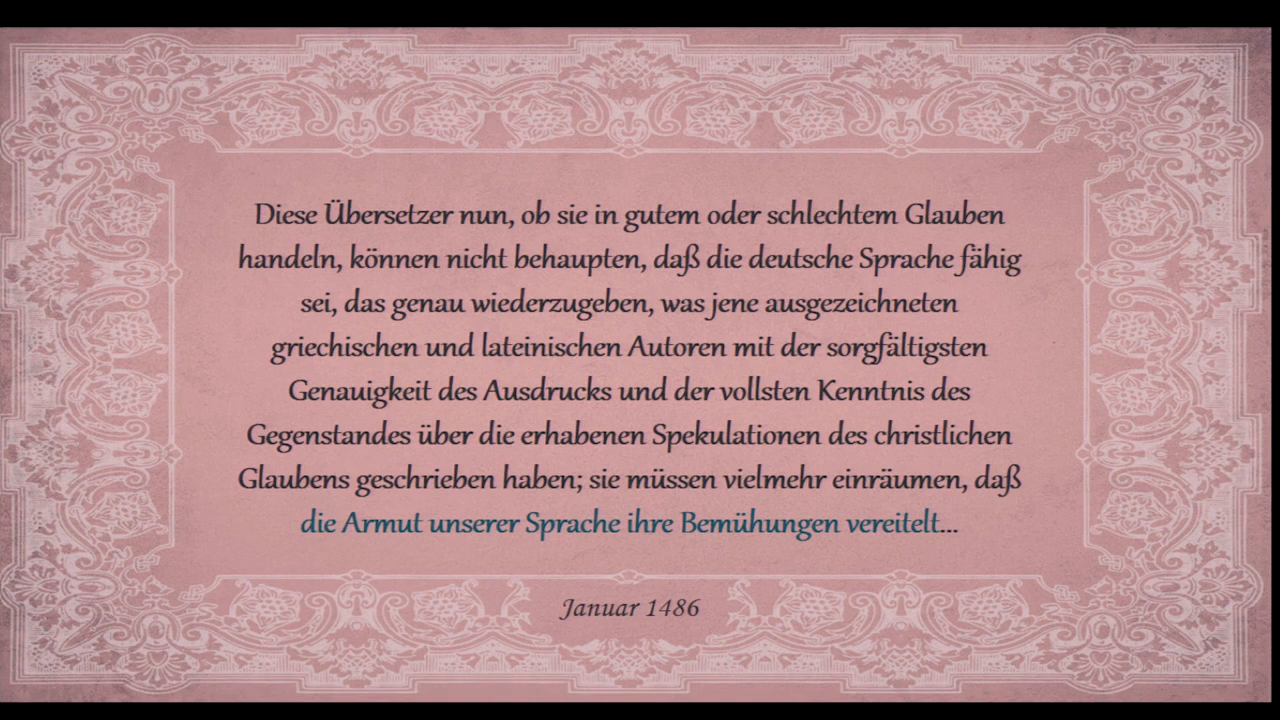 Diese Übersetzer nun, ob sie in gutem oder schlechtem Glauben
handeln, können nicht behaupten, daß die deutsche Sprache fähig
sei, das genau wiederzugeben, was jene ausgezeichneten
griechischen und lateinischen Autoren mit der sorgfältigsten
Genauigkeit des Ausdrucks und der vollsten Kenntnis des
Gegenstandes über die erhabenen Spekulationen des christlichen
Glaubens geschrieben haben; sie müssen vielmehr einräumen, daß
die Armut unserer Sprache ihre Bemühungen vereitelt...
Januar 1486